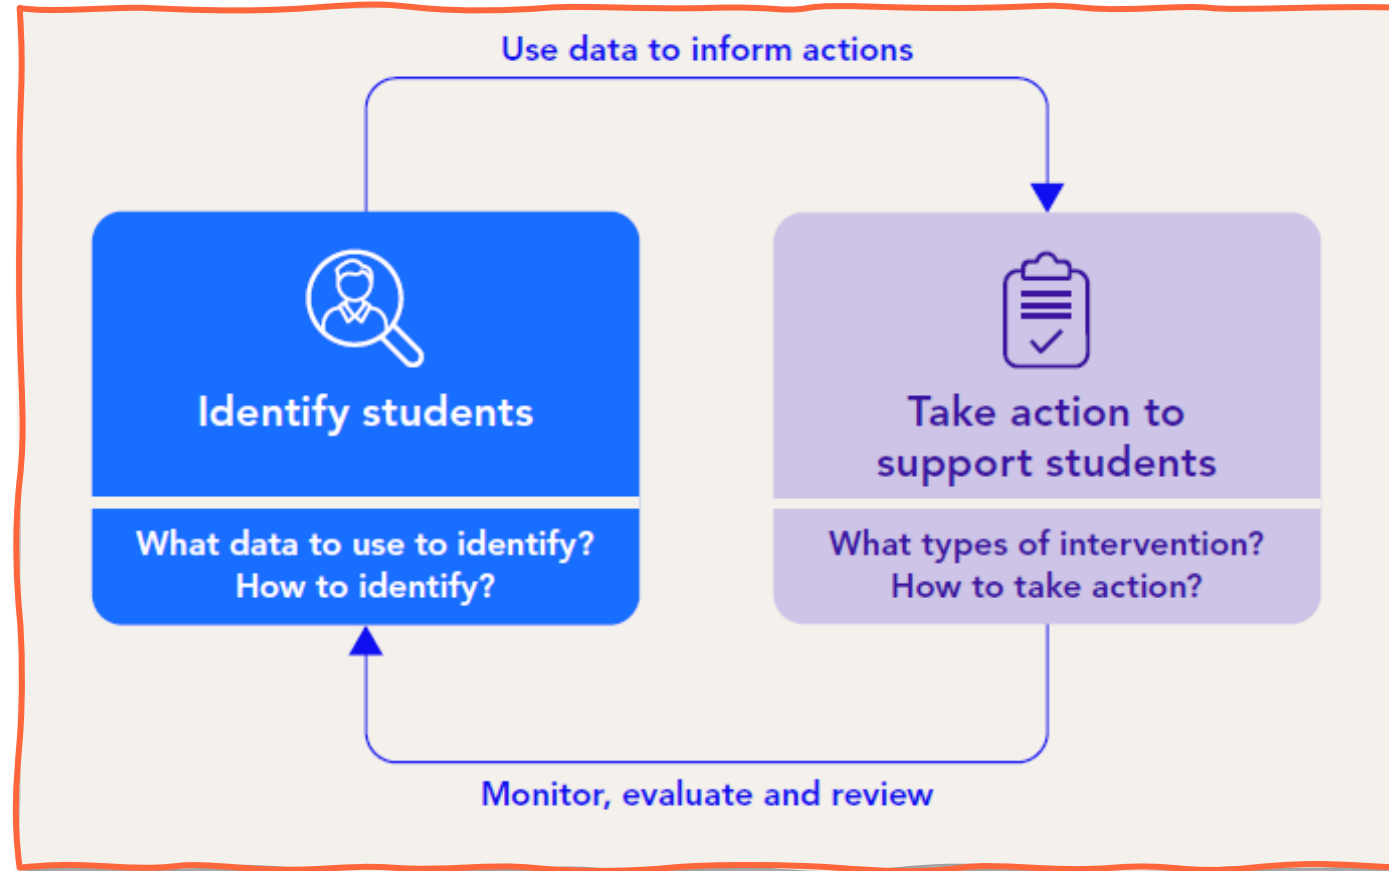 Use data to inform actions
Identify students
What data to use to identify?
How to identify?
Take action to
support students
What types of intervention?
How to take action?
Monitor, evaluate and review